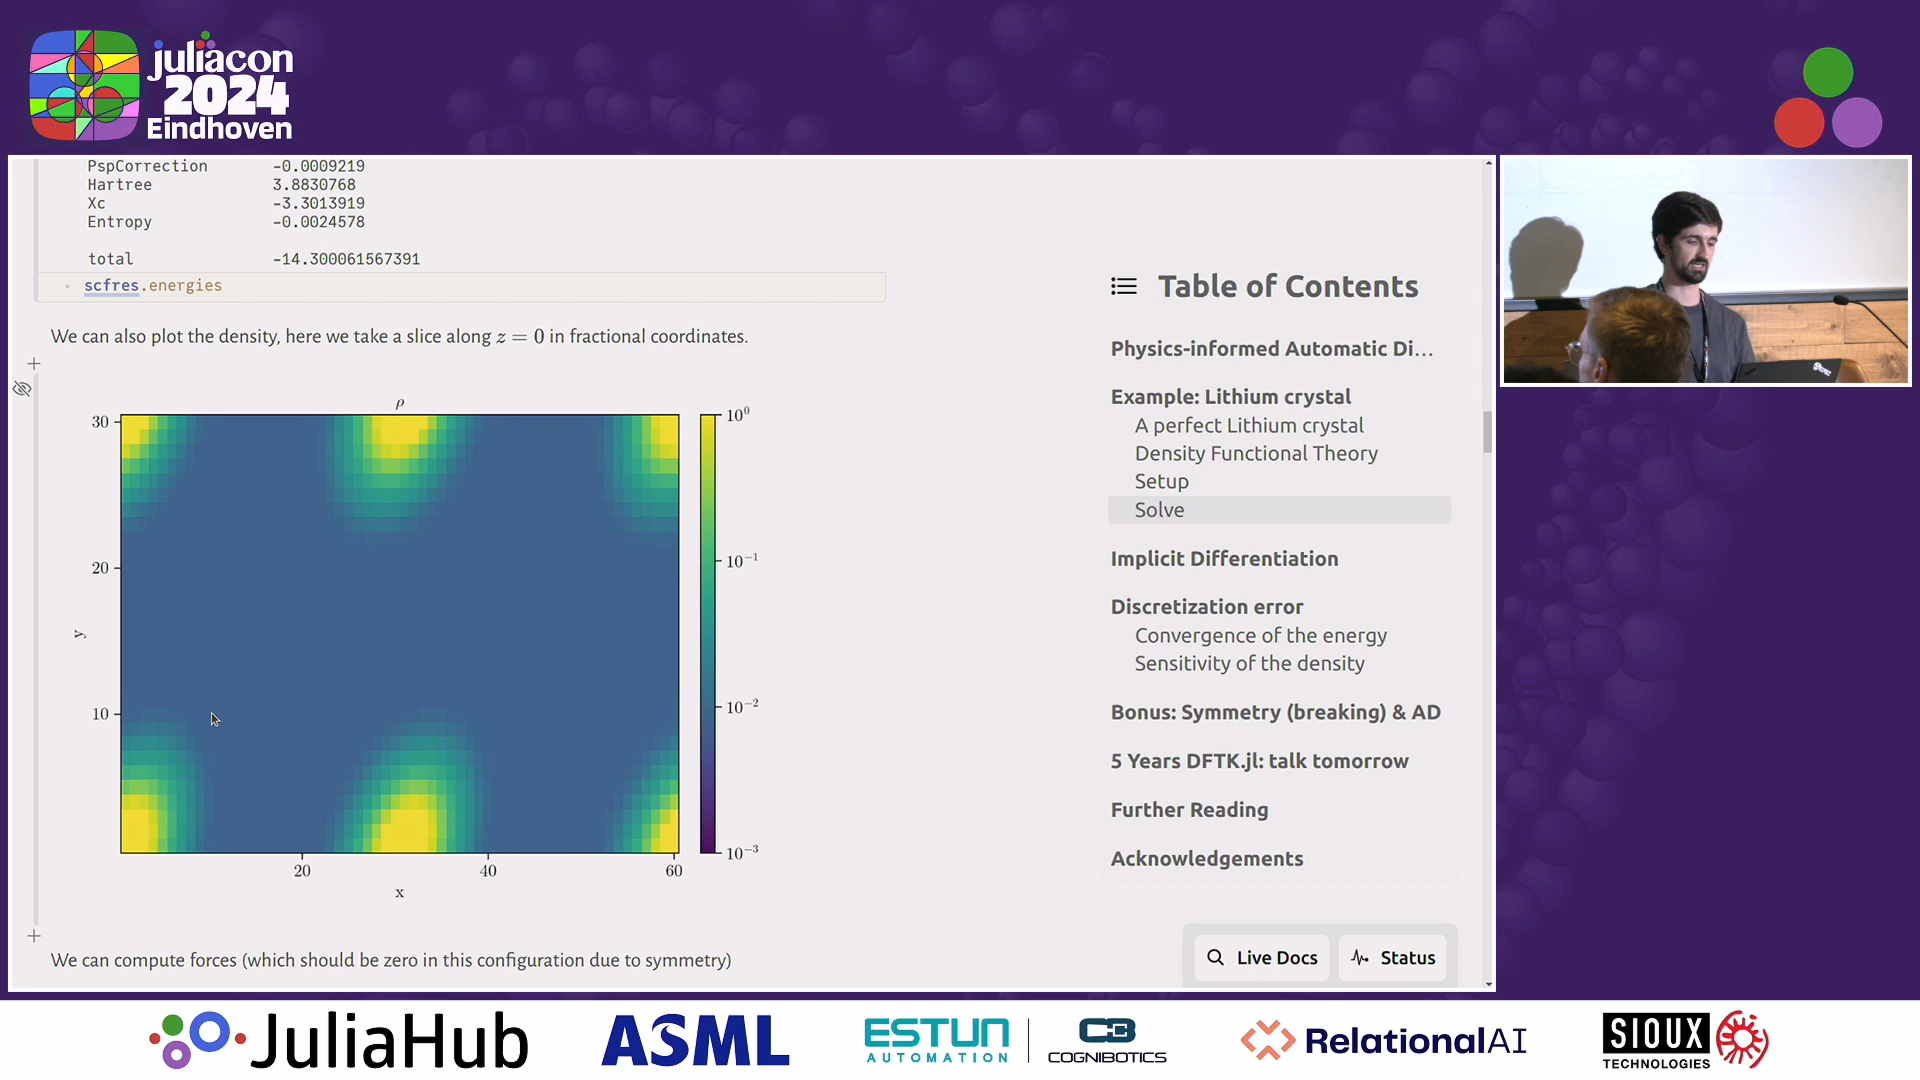 juliacon
2024
Eindhoven
PspCorrection -0.0009219
Hartree 3.8830768
Xc -3.3013919
Entropy -0.0024578
total -14.300061567391
scfres.energies
We can also plot the density, here we take a slice along z = 0 in fractional coordinates.
ρ
30
20
10
y
20 40 60
x
10⁰
10⁻¹
10⁻²
10⁻³
We can compute forces (which should be zero in this configuration due to symmetry)
Table of Contents
Physics-informed Automatic Di...
Example: Lithium crystal
A perfect Lithium crystal
Density Functional Theory
Setup
Solve
Implicit Differentiation
Discretization error
Convergence of the energy
Sensitivity of the density
Bonus: Symmetry (breaking) & AD
5 Years DFTK.jl: talk tomorrow
Further Reading
Acknowledgements
Live Docs
Status
JuliaHub
ASML
ESTUN
AUTOMATION
COGNIBOTICS
RelationalAI
SIOUX
TECHNOLOGIES